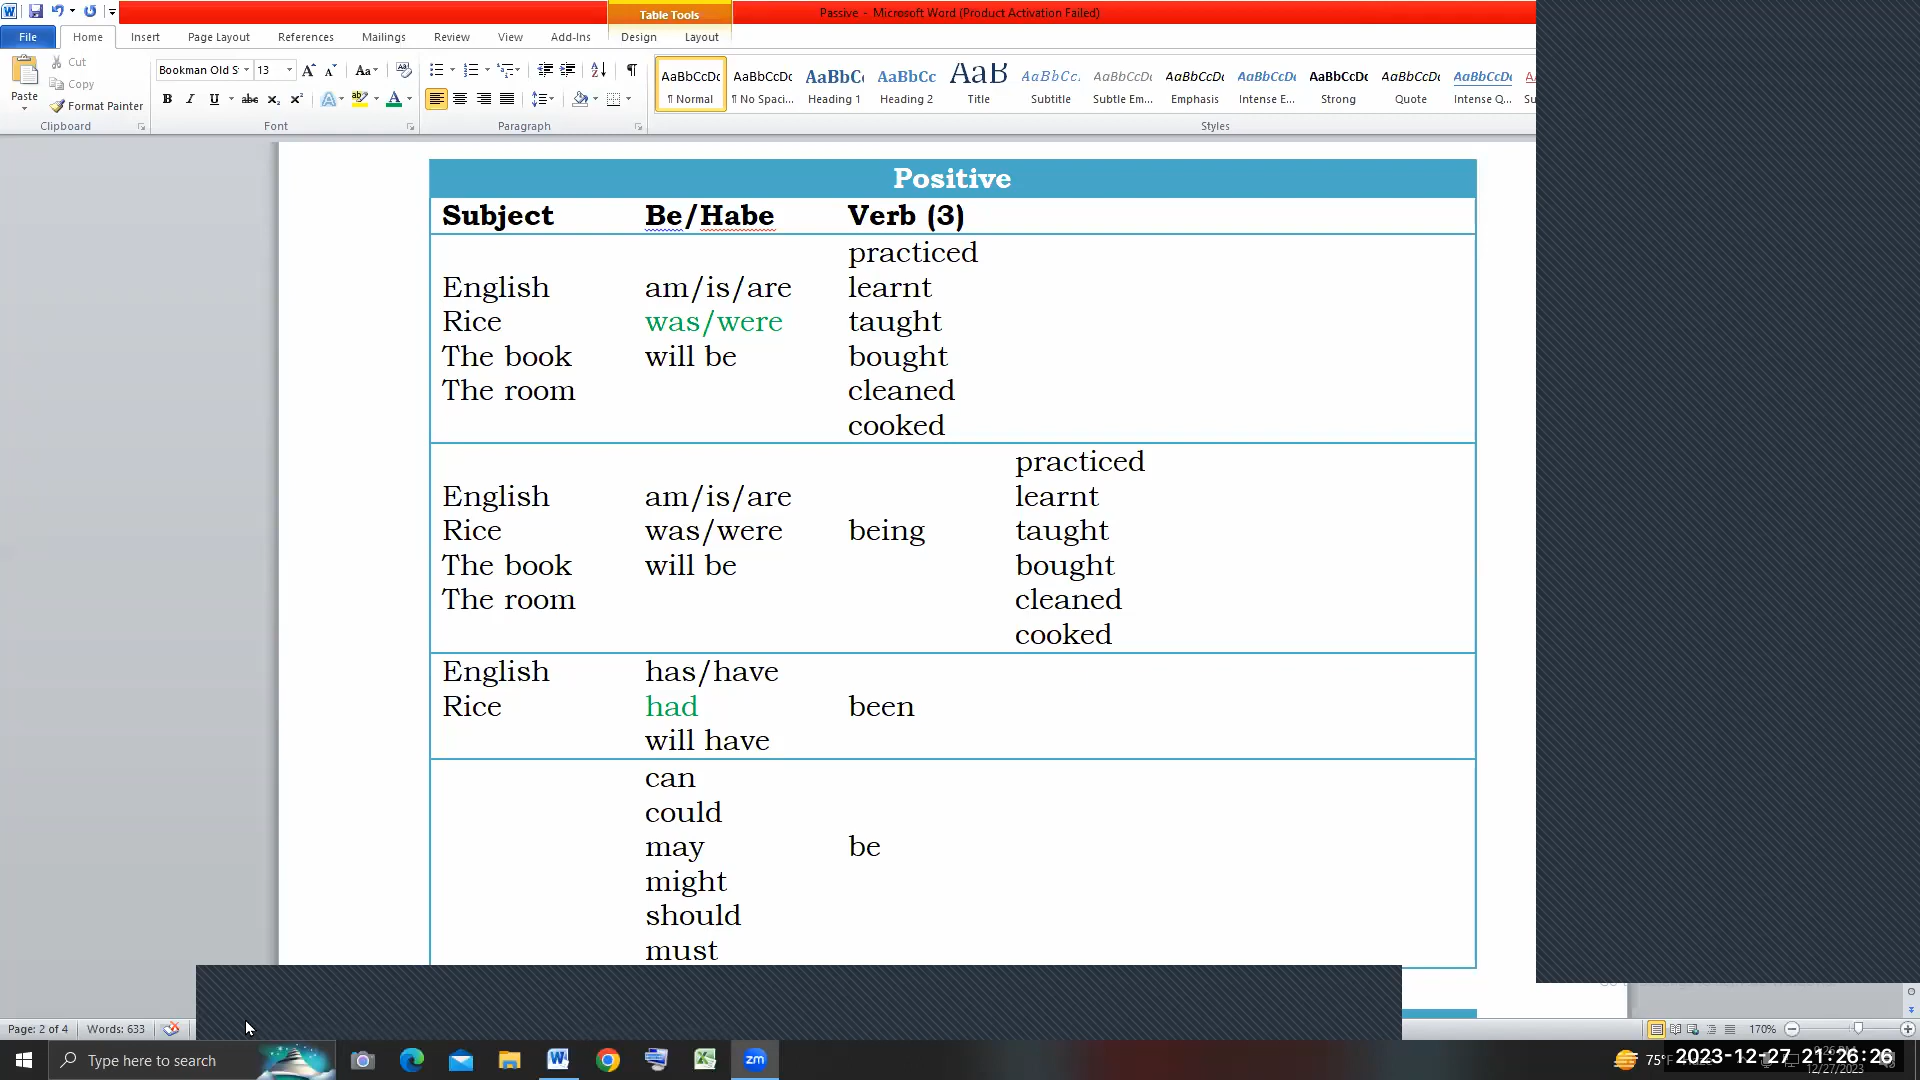 Table Tools
Passive - Microsoft Word (Product Activation Failed)
File Home Insert Page Layout References Mailings Review View Add-Ins Design Layout
Paste
Cut
Copy
Format Painter
Clipboard
Bookman Old S 13
Font
Paragraph
AaBbCcDc AaBbCcDc AaBbCc AaBbCc AaB AaBbCc. AaBbCcDc AaBbCcDc AaBbCcDc AaBbCcDc AaBbCcDc AaBbCcDc
¶ Normal ¶ No Spaci... Heading 1 Heading 2 Title Subtitle Subtle Em... Emphasis Intense E... Strong Quote Intense Q...
Styles
Positive
Subject Be/Habe Verb (3)
practiced
English am/is/are learnt
Rice was/were taught
The book will be bought
The room cleaned
cooked
practiced
English am/is/are learnt
Rice was/were being taught
The book will be bought
The room cleaned
cooked
English has/have
Rice had been
will have
can
could
may be
might
should
must
Page: 2 of 4 Words: 633
170%
Type here to search
75°F
2023-12-27 21:26:26
12/27/2023